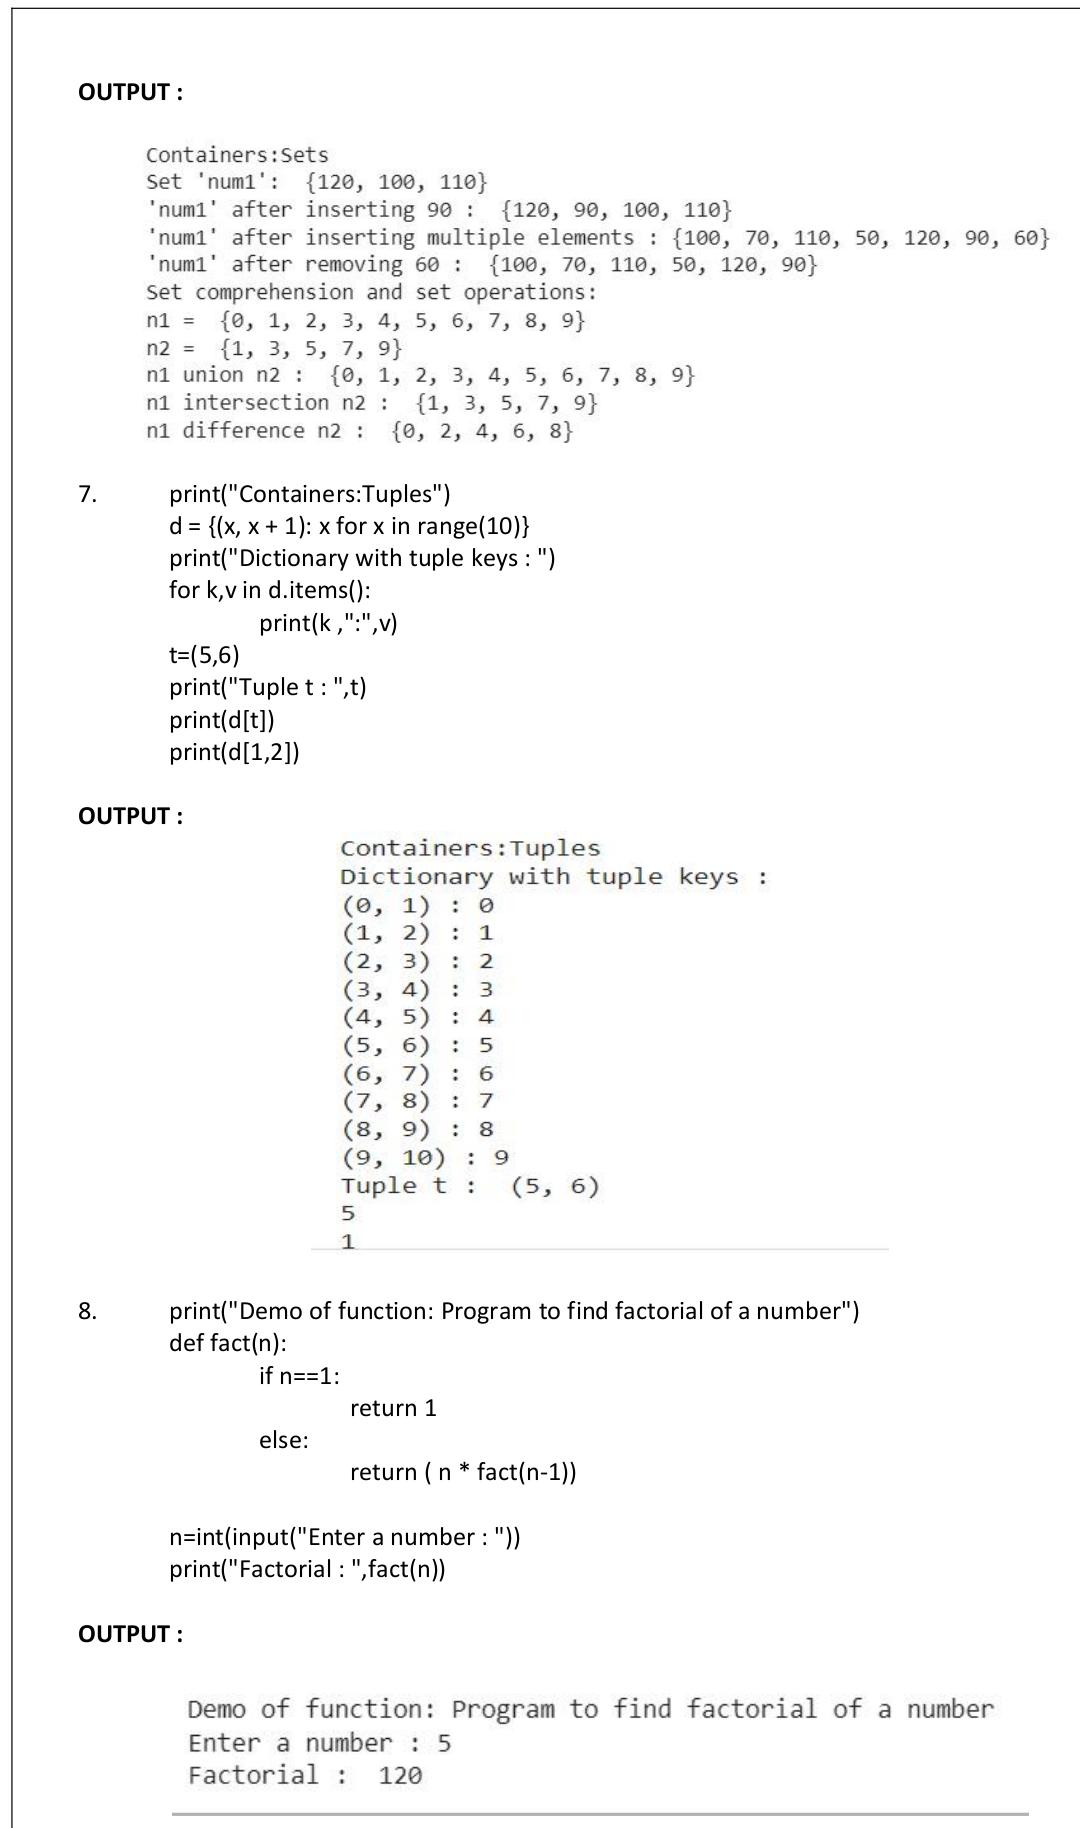 OUTPUT :
Containers:Sets
Set 'num1':  {120, 100, 110}
'num1' after inserting 90 :  {120, 90, 100, 110}
'num1' after inserting multiple elements : {100, 70, 110, 50, 120, 90, 60}
'num1' after removing 60 :  {100, 70, 110, 50, 120, 90}
Set comprehension and set operations:
n1 =  {0, 1, 2, 3, 4, 5, 6, 7, 8, 9}
n2 =  {1, 3, 5, 7, 9}
n1 union n2 :  {0, 1, 2, 3, 4, 5, 6, 7, 8, 9}
n1 intersection n2 :  {1, 3, 5, 7, 9}
n1 difference n2 :  {0, 2, 4, 6, 8}
7. print("Containers:Tuples")
d = {(x, x + 1): x for x in range(10)}
print("Dictionary with tuple keys : ")
for k,v in d.items():
print(k ,":",v)
t=(5,6)
print("Tuple t : ",t)
print(d[t])
print(d[1,2])
OUTPUT :
Containers:Tuples
Dictionary with tuple keys :
(0, 1) : 0
(1, 2) : 1
(2, 3) : 2
(3, 4) : 3
(4, 5) : 4
(5, 6) : 5
(6, 7) : 6
(7, 8) : 7
(8, 9) : 8
(9, 10) : 9
Tuple t :  (5, 6)
5
1
8. print("Demo of function: Program to find factorial of a number")
def fact(n):
if n==1:
return 1
else:
return ( n * fact(n-1))
n=int(input("Enter a number : "))
print("Factorial : ",fact(n))
OUTPUT :
Demo of function: Program to find factorial of a number
Enter a number : 5
Factorial :  120